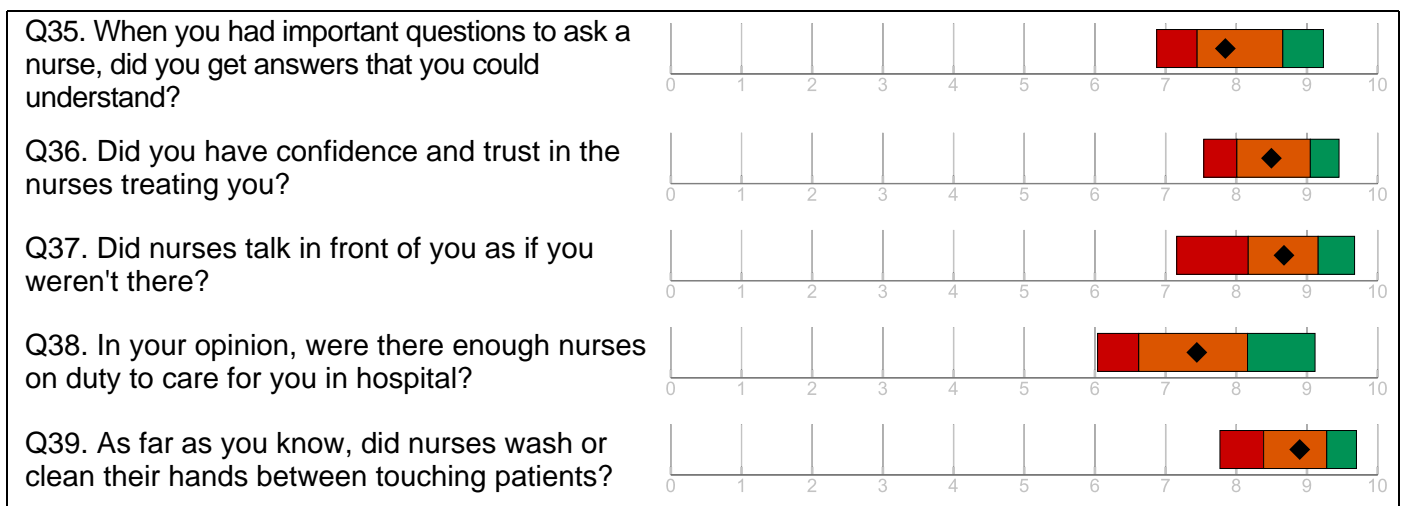 Q35. When you had important questions to ask a
nurse, did you get answers that you could
understand?
0 1 2 3 4 5 6 7 8 9 10
Q36. Did you have confidence and trust in the
nurses treating you?
0 1 2 3 4 5 6 7 8 9 10
Q37. Did nurses talk in front of you as if you
weren't there?
0 1 2 3 4 5 6 7 8 9 10
Q38. In your opinion, were there enough nurses
on duty to care for you in hospital?
0 1 2 3 4 5 6 7 8 9 10
Q39. As far as you know, did nurses wash or
clean their hands between touching patients?
0 1 2 3 4 5 6 7 8 9 10